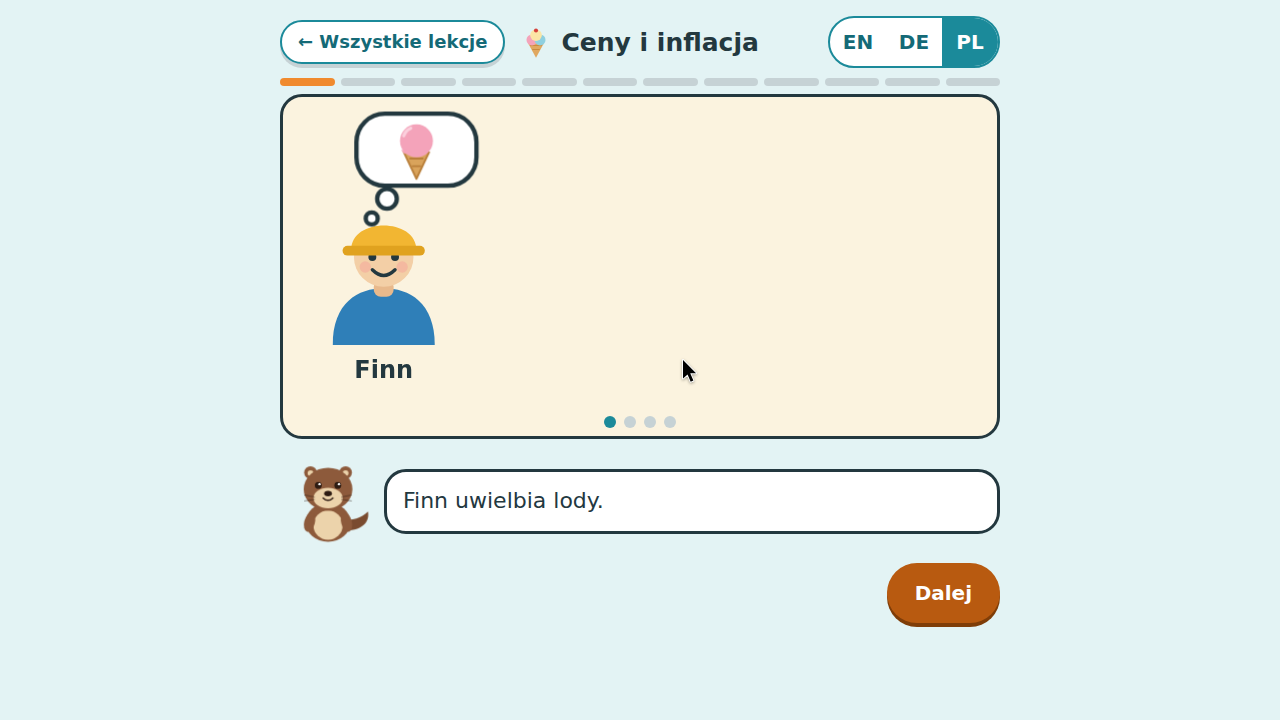 ← Wszystkie lekcje
Ceny i inflacja
EN DE PL
Finn
Finn uwielbia lody.
Dalej